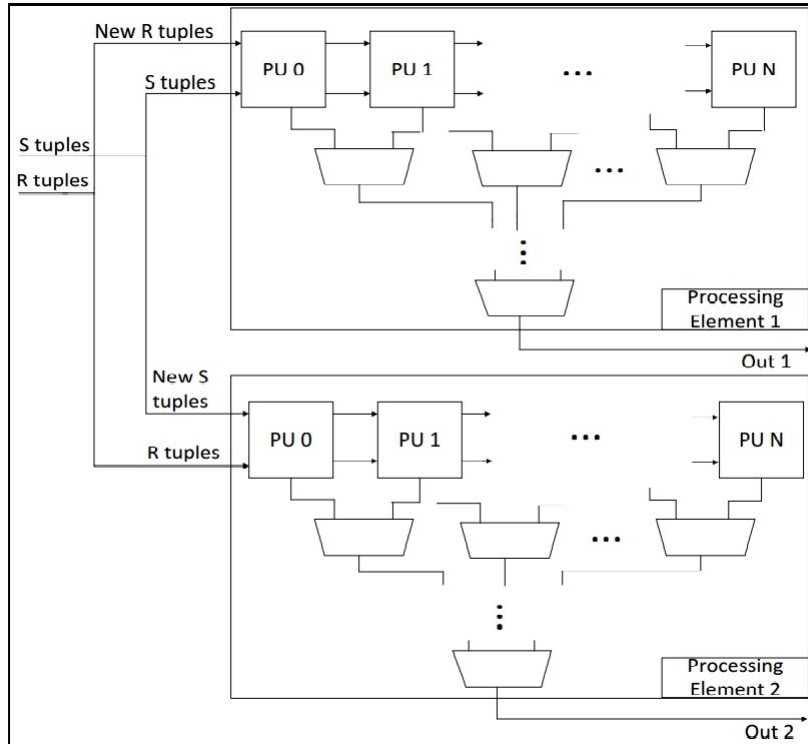 New R tuples
S tuples
PU 0
PU 1
...
PU N
S tuples
R tuples
...
...
Processing
Element 1
Out 1
New S
tuples
R tuples
PU 0
PU 1
...
PU N
...
...
Processing
Element 2
Out 2